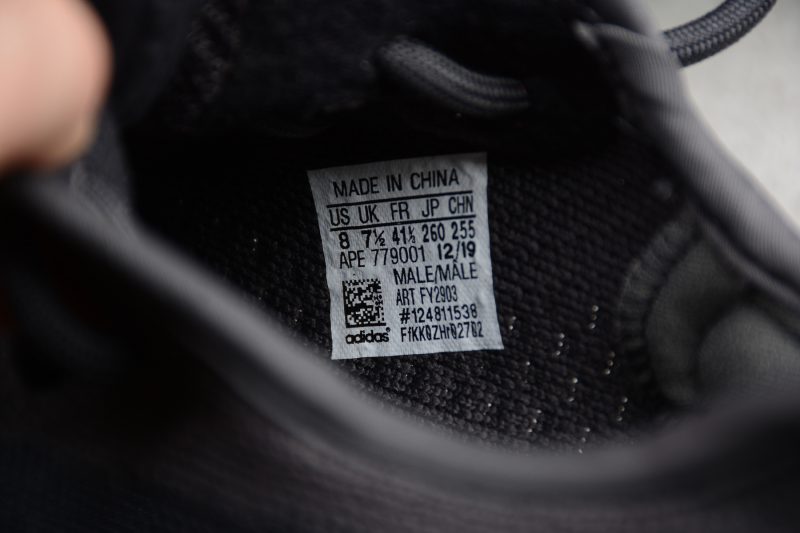 MADE IN CHINA
US UK FR JP CHN
8 7½ 41⅓ 260 255
APE 779001 12/19
MALE/MALE
ART FY2903
#124811538
adidas